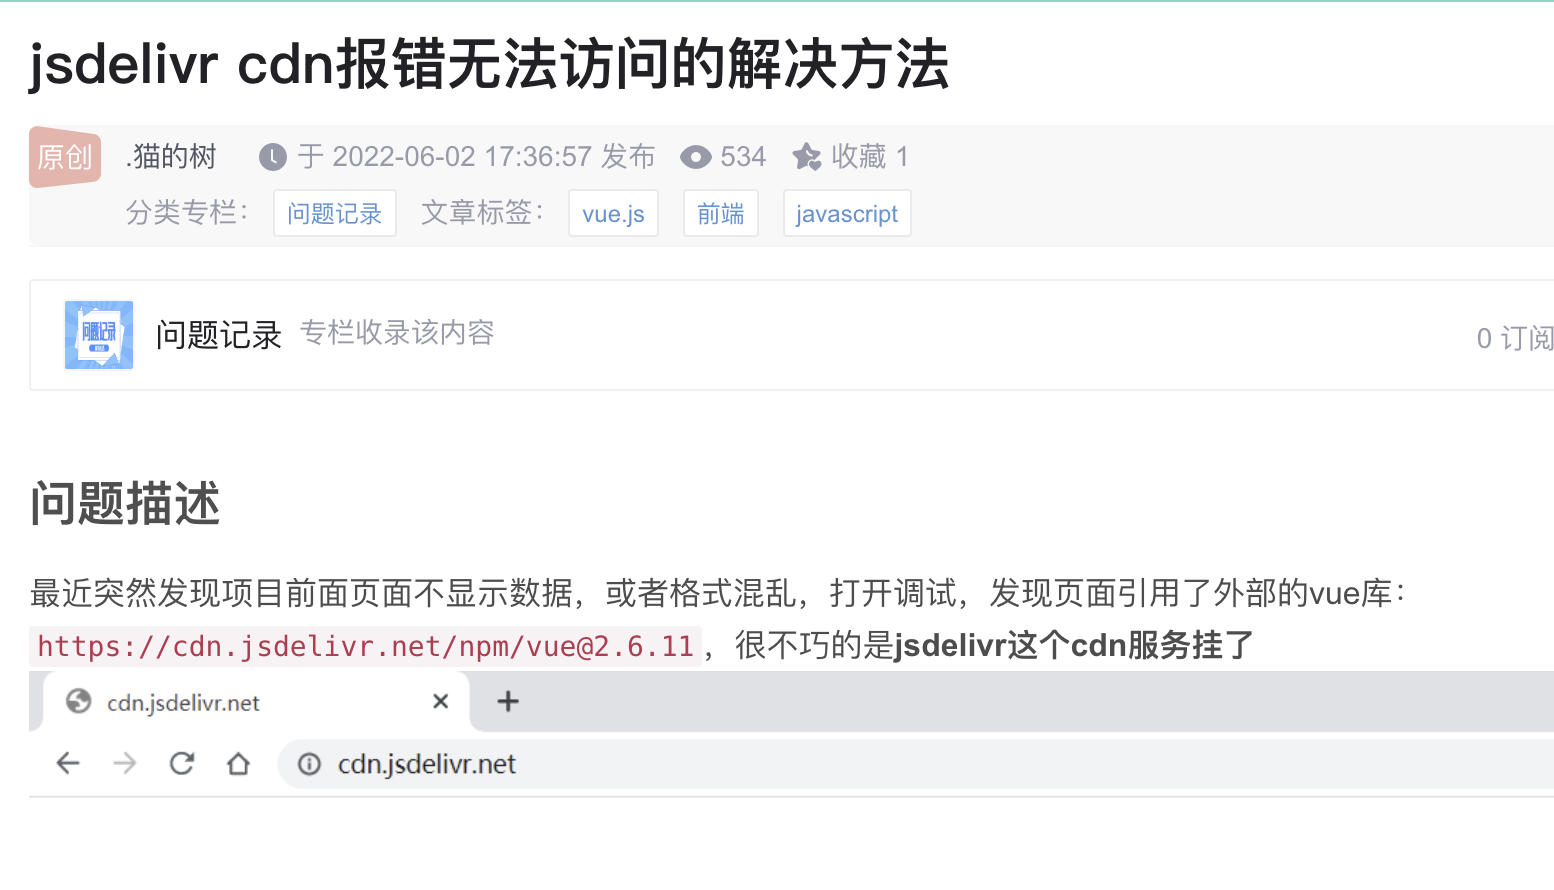 jsdelivr cdn报错无法访问的解决方法
原创 .猫的树 于 2022-06-02 17:36:57 发布 534 收藏 1
分类专栏： 问题记录 文章标签： vue.js 前端 javascript
问题记录
问题记录 专栏收录该内容 0 订阅
问题描述
最近突然发现项目前面页面不显示数据，或者格式混乱，打开调试，发现页面引用了外部的vue库：
https://cdn.jsdelivr.net/npm/vue@2.6.11，很不巧的是jsdelivr这个cdn服务挂了
cdn.jsdelivr.net
cdn.jsdelivr.net